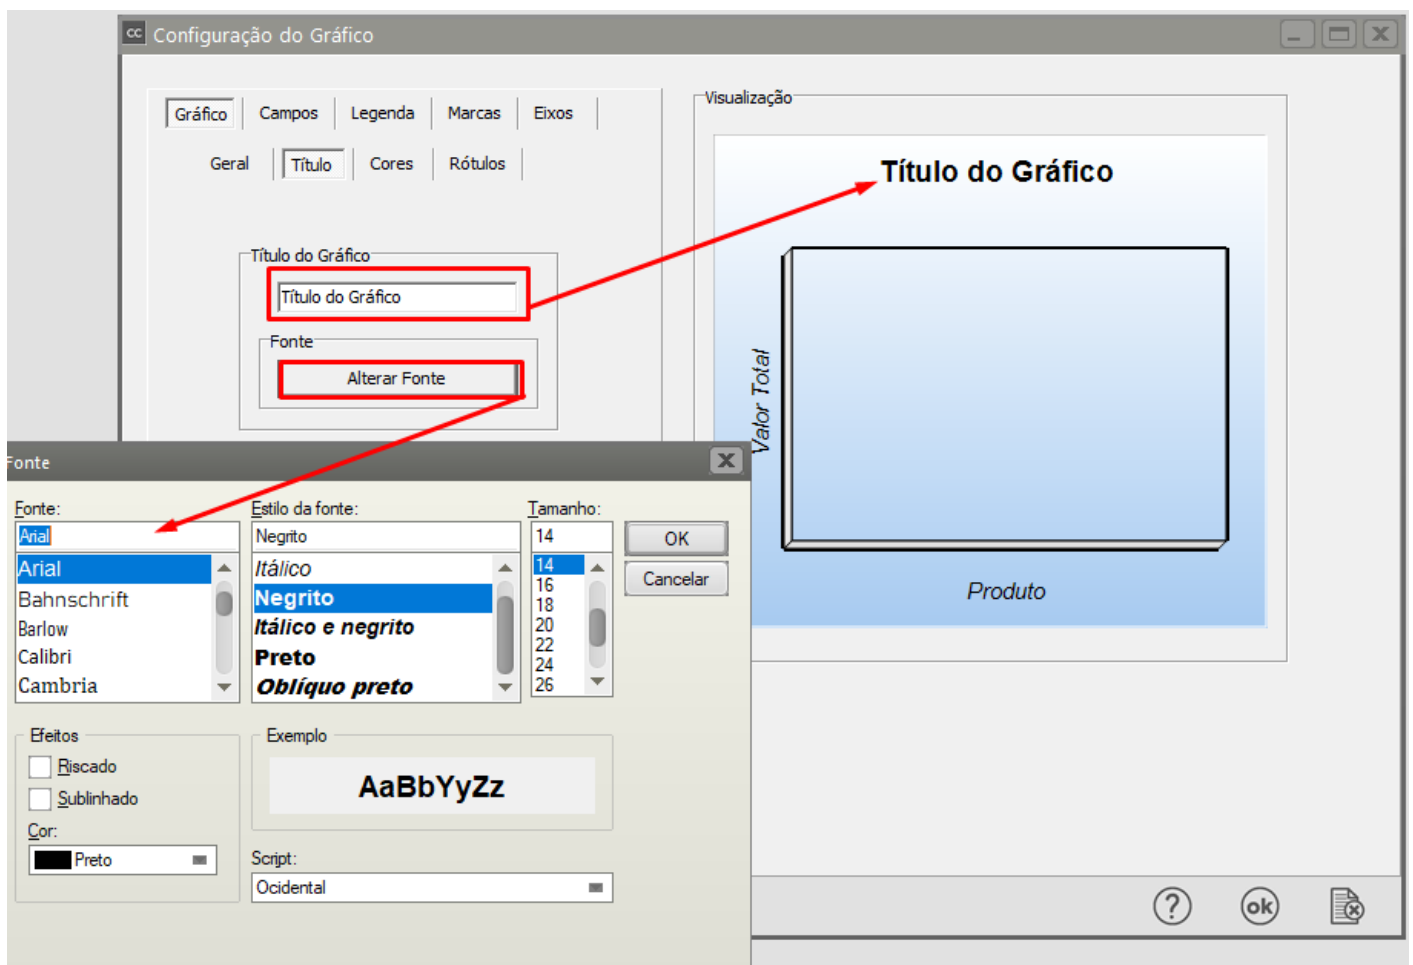 cc Configuração do Gráfico
Gráfico Campos Legenda Marcas Eixos
Geral Título Cores Rótulos
Título do Gráfico
Título do Gráfico
Fonte
Alterar Fonte
Visualização
Título do Gráfico
Valor Total
Produto
Fonte
Fonte:
Arial
Arial
Bahnschrift
Barlow
Calibri
Cambria
Estilo da fonte:
Negrito
Itálico
Negrito
Itálico e negrito
Preto
Oblíquo preto
Tamanho:
14
14
16
18
20
22
24
26
OK
Cancelar
Efeitos
Riscado
Sublinhado
Cor:
Preto
Exemplo
AaBbYyZz
Script:
Ocidental
? ok